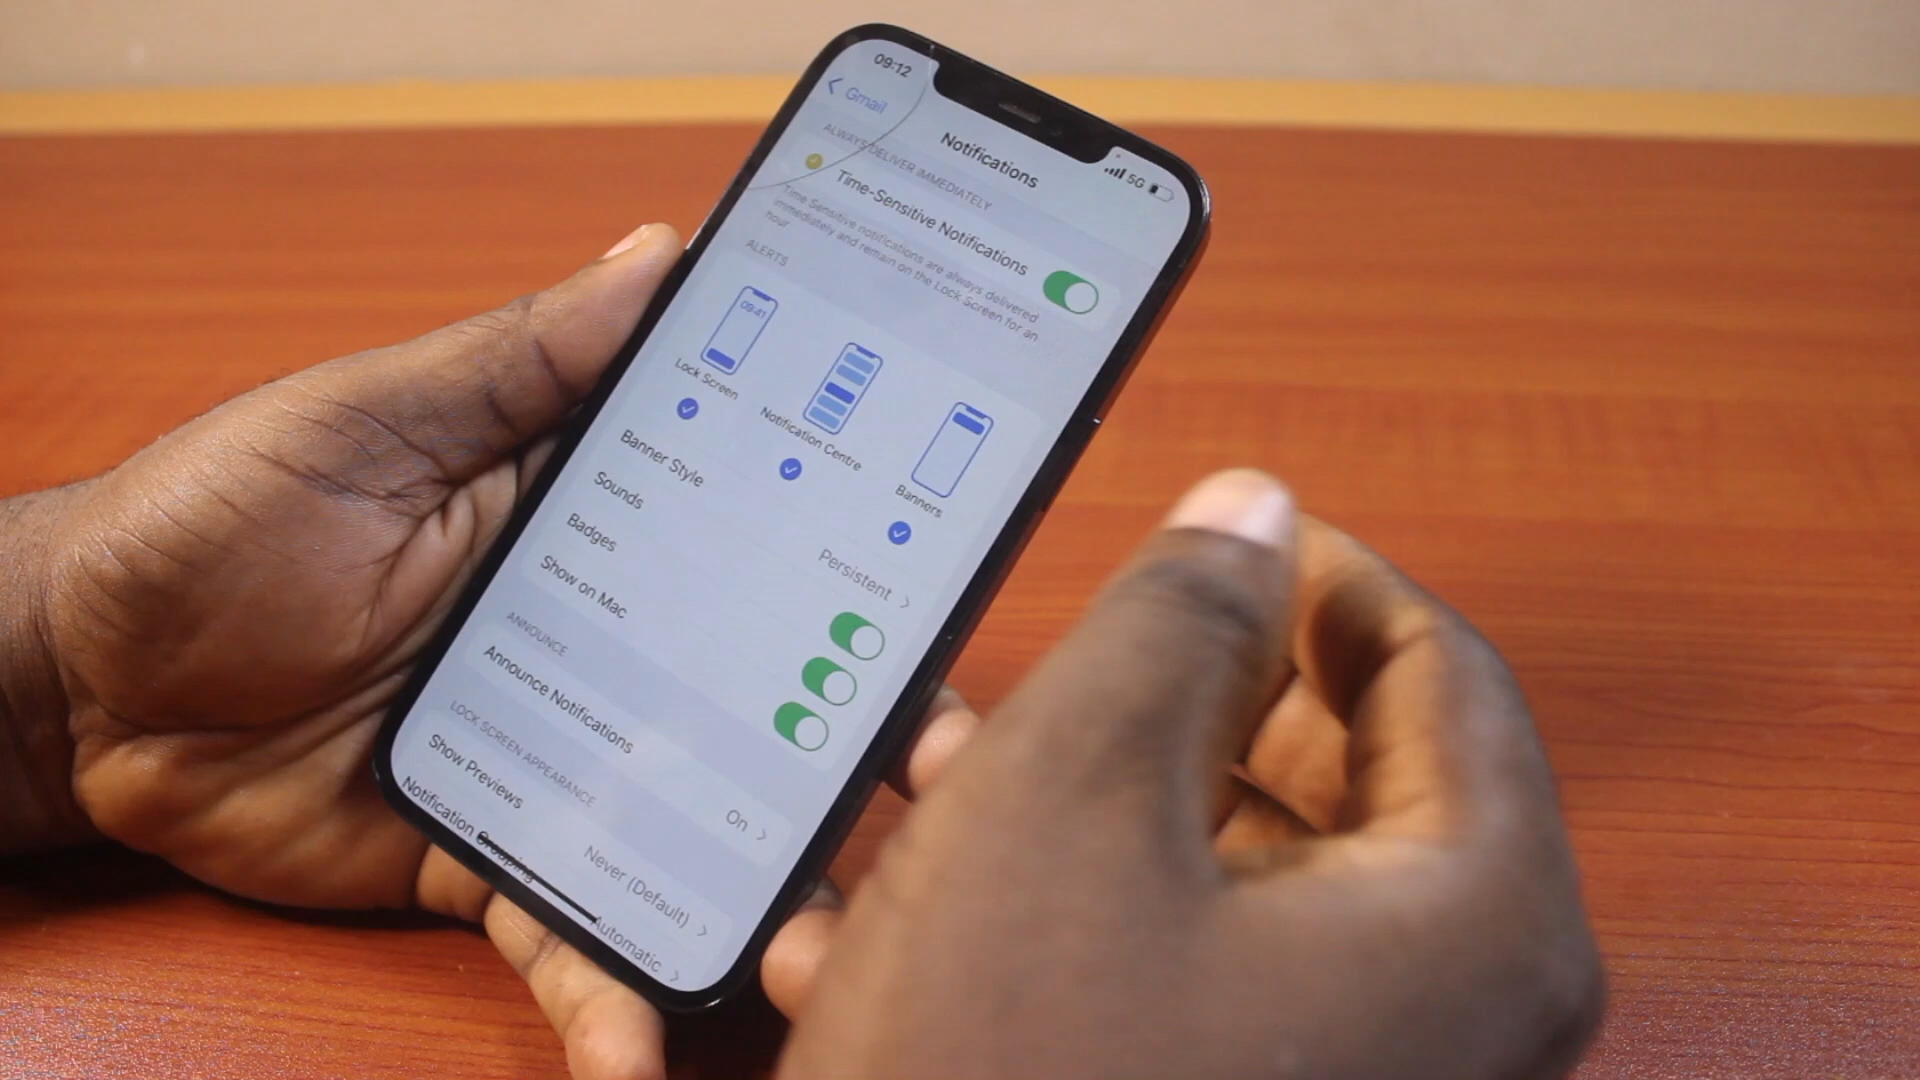 09:12
5G
Gmail
Notifications
ALWAYS DELIVER IMMEDIATELY
Time-Sensitive Notifications
Time Sensitive notifications are always delivered
immediately and remain on the Lock Screen for an
hour
ALERTS
09:41
Lock Screen
Notification Centre
Banners
Banner Style
Persistent
Sounds
Badges
Show on Mac
ANNOUNCE
Announce Notifications
On
LOCK SCREEN APPEARANCE
Show Previews
Never (Default)
Notification Grouping
Automatic